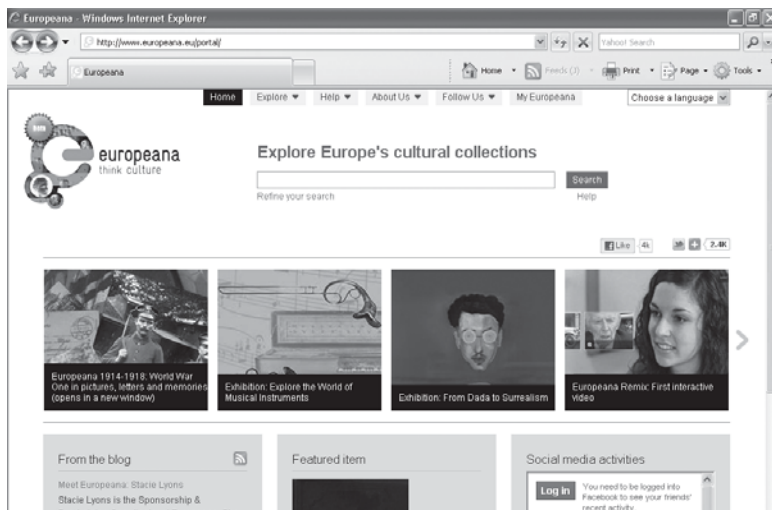 Europeana - Windows Internet Explorer
http://www.europeana.eu/portal/
Yahoo! Search
Europeana
Home
Feeds (J)
Print
Page
Tools
Home
Explore
Help
About Us
Follow Us
My Europeana
Choose a language
europeana
think culture
Explore Europe's cultural collections
Search
Refine your search
Help
Like
4k
2.4K
Europeana 1914-1918: World War
One in pictures, letters and memories
(opens in a new window)
Exhibition: Explore the World of
Musical Instruments
Exhibition: From Dada to Surrealism
Europeana Remix: First interactive
video
From the blog
Featured item
Social media activities
Meet Europeana: Stacie Lyons
Stacie Lyons is the Sponsorship &
Log in
You need to be logged into
Facebook to see your friends'
recent activity